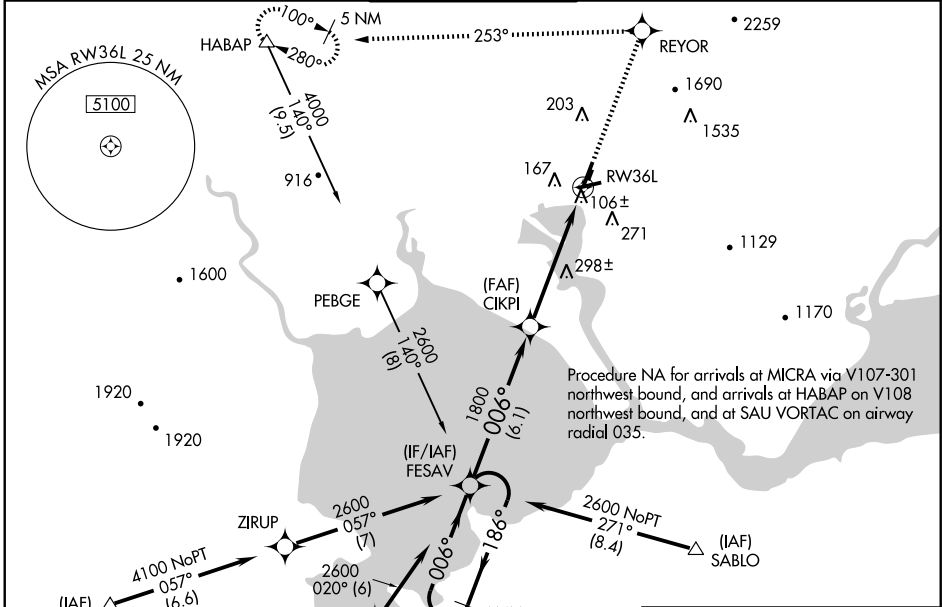 100°
5 NM
HABAP
280°
253°
REYOR
2259
MSA RW36L 25 NM
5100
4000
140°
(9.5)
1690
203
1535
916
167
RW36L
106±
271
298±
1129
1600
PEBGE
(FAF)
CIKPI
1170
2600
140°
(8)
Procedure NA for arrivals at MICRA via V107-301
northwest bound, and arrivals at HABAP on V108
northwest bound, and at SAU VORTAC on airway
radial 035.
1920
1920
1800
006°
(6.1)
(IF/IAF)
FESAV
ZIRUP
2600
057°
(7)
2600 NoPT
271°
(8.4)
(IAF)
SABLO
4100 NoPT
057°
(6.6)
(IAF)
2600
020° (6)
006°
186°